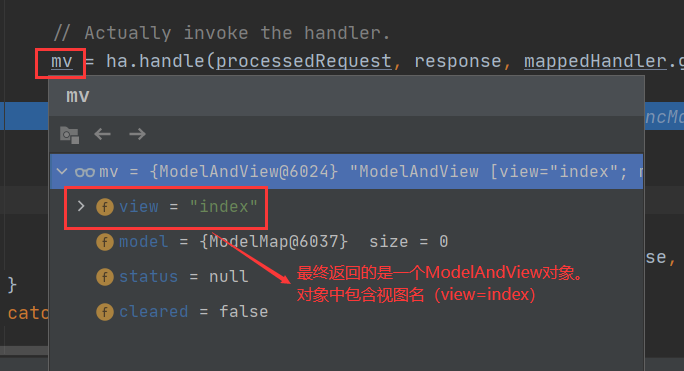 // Actually invoke the handler.
mv = ha.handle(processedRequest, response, mappedHandler.g
mv
ncMa
mv = {ModelAndView@6024} "ModelAndView [view="index"; m
f view = "index"
f model = {ModelMap@6037} size = 0
f status = null
f cleared = false
最终返回的是一个ModelAndView对象。
对象中包含视图名（view=index）
se,
}
catc